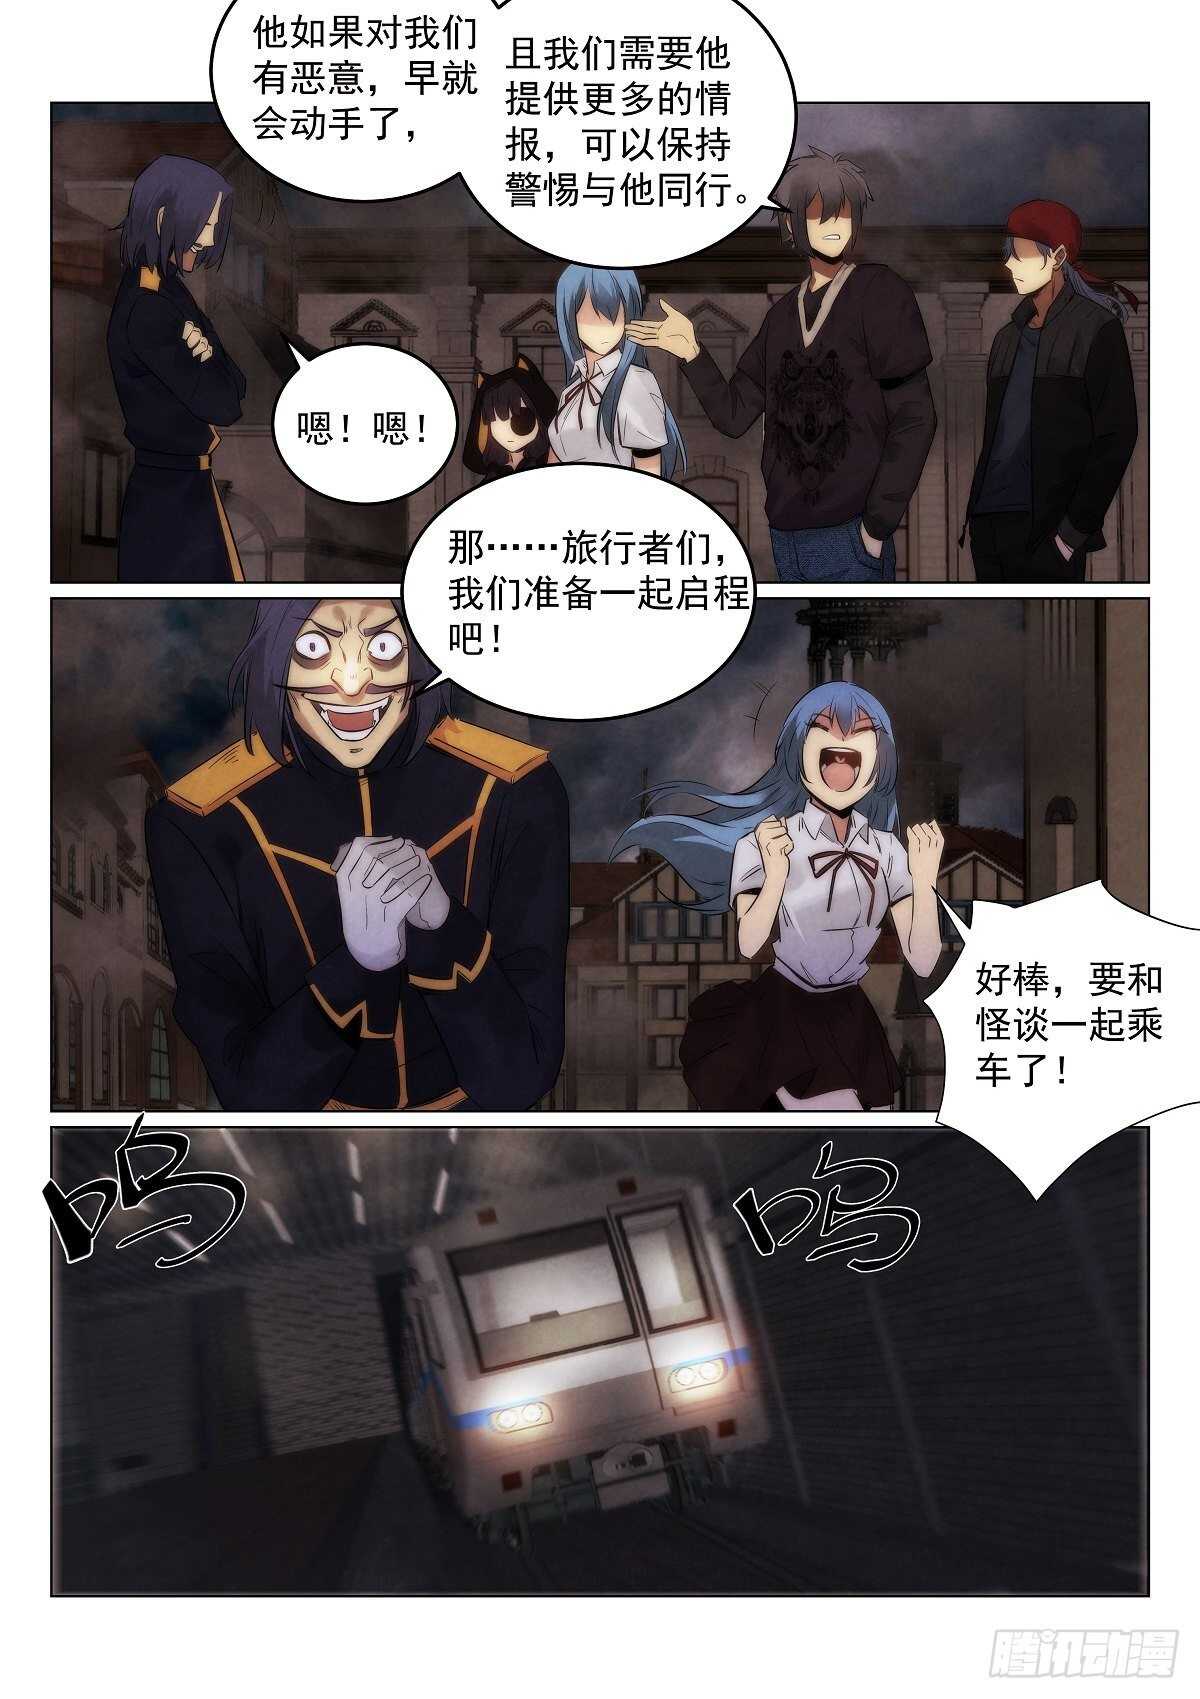 他如果对我们
有恶意，早就
会动手了，
且我们需要他
提供更多的情
报，可以保持
警惕与他同行。
嗯！嗯！
那……旅行者们，
我们准备一起启程
吧！
好棒，要和
怪谈一起乘
车了！
呜
呜
腾讯动漫